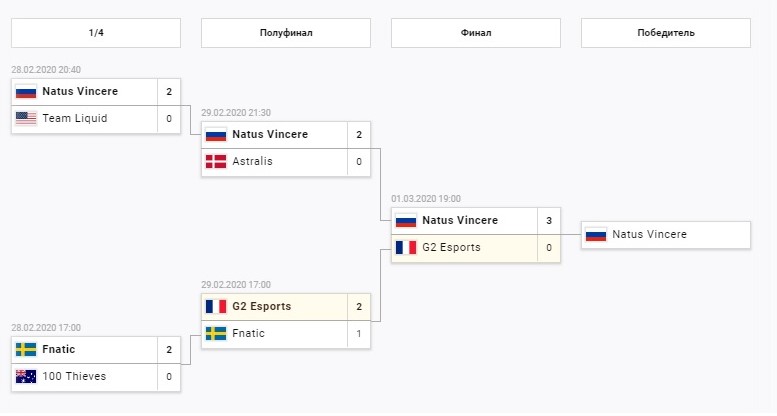 1/4
Полуфинал
Финал
Победитель
28.02.2020 20:40
Natus Vincere 2
Team Liquid 0
29.02.2020 21:30
Natus Vincere 2
Astralis 0
01.03.2020 19:00
Natus Vincere 3
G2 Esports 0
Natus Vincere
29.02.2020 17:00
G2 Esports 2
Fnatic 1
28.02.2020 17:00
Fnatic 2
100 Thieves 0